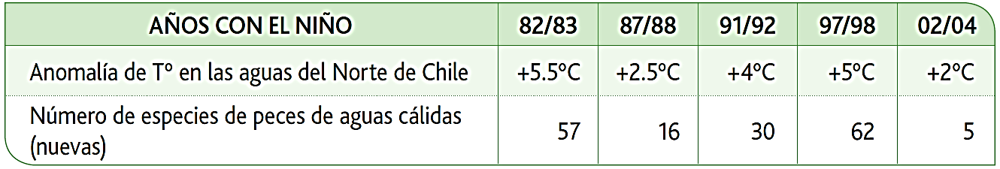 AÑOS CON EL NIÑO 82/83 87/88 91/92 97/98 02/04
Anomalía de Tº en las aguas del Norte de Chile +5.5ºC +2.5ºC +4ºC +5ºC +2ºC
Número de especies de peces de aguas cálidas
(nuevas) 57 16 30 62 5